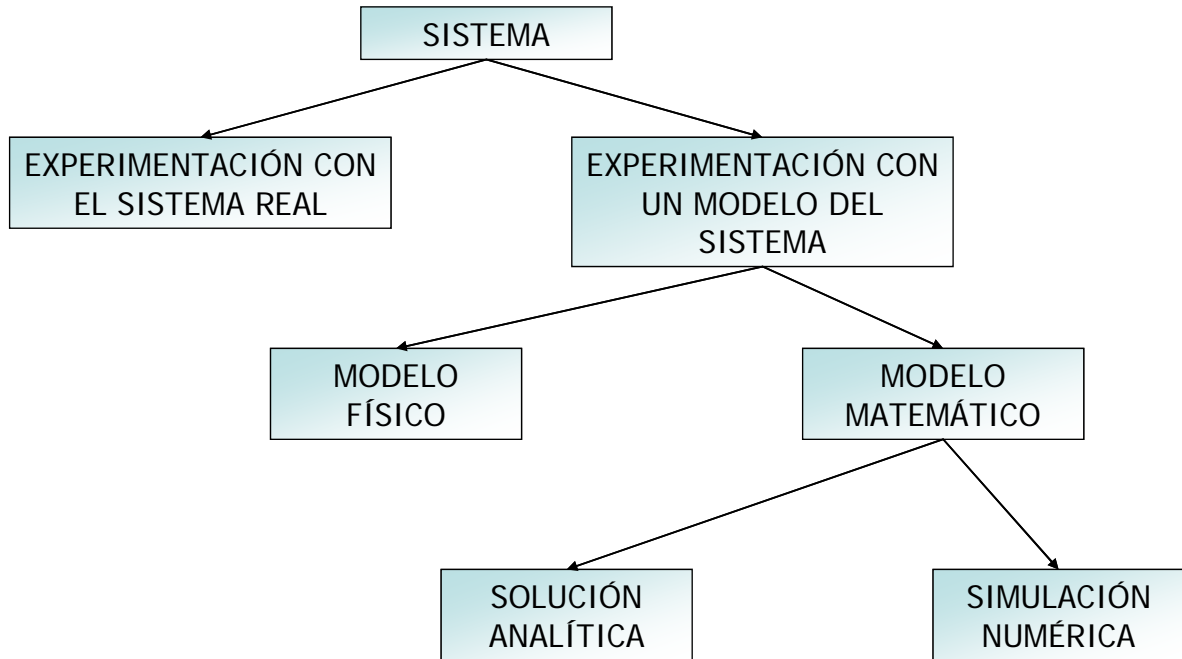 SISTEMA
EXPERIMENTACIÓN CON
EL SISTEMA REAL
EXPERIMENTACIÓN CON
UN MODELO DEL
SISTEMA
MODELO
FÍSICO
MODELO
MATEMÁTICO
SOLUCIÓN
ANALÍTICA
SIMULACIÓN
NUMÉRICA